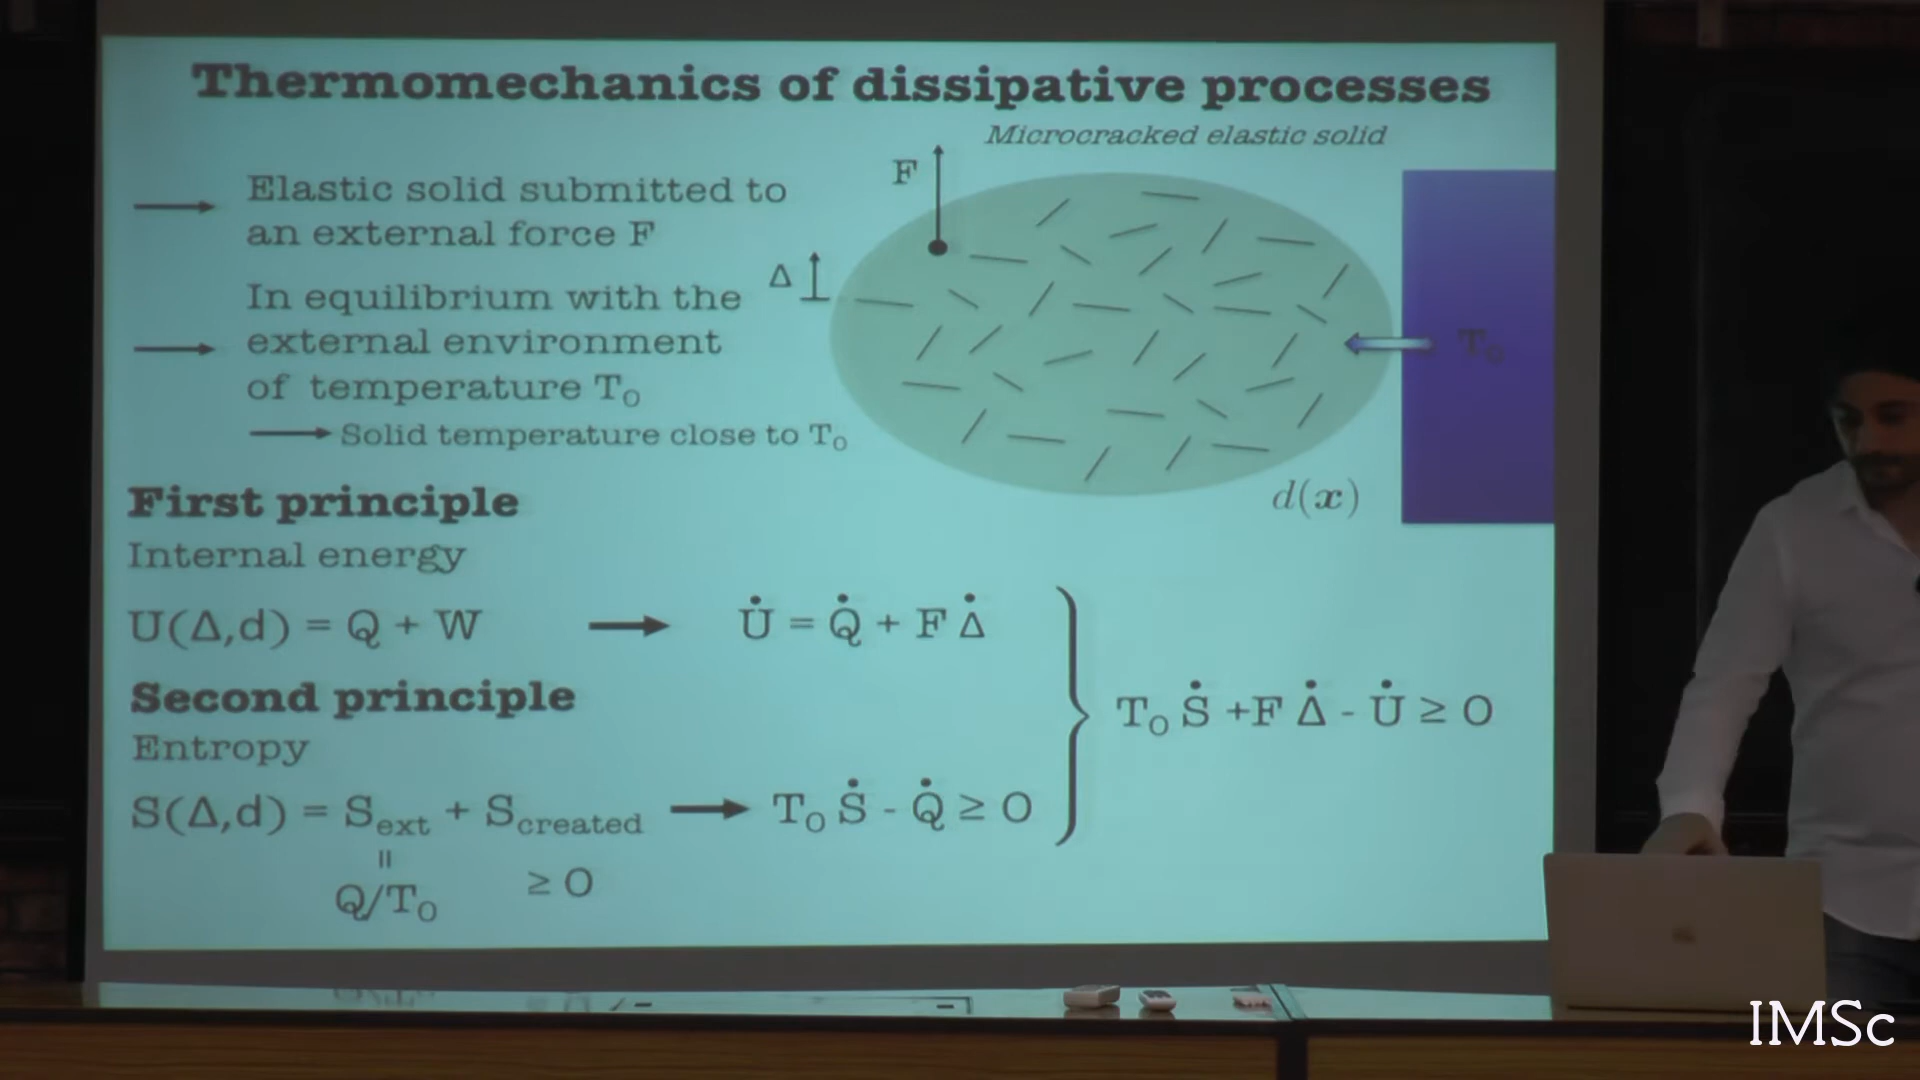 Thermomechanics of dissipative processes
Microcracked elastic solid
Elastic solid submitted to
an external force F
F
Δ
In equilibrium with the
external environment
of temperature T₀
T₀
Solid temperature close to T₀
d(x)
First principle
Internal energy
U(Δ,d) = Q + W → U̇ = Q̇ + F Δ̇
Second principle
Entropy
T₀ Ṡ +F Δ̇ - U̇ ≥ 0
S(Δ,d) = S_ext + S_created → T₀ Ṡ - Q̇ ≥ 0
=
Q/T₀
≥ 0
IMSc